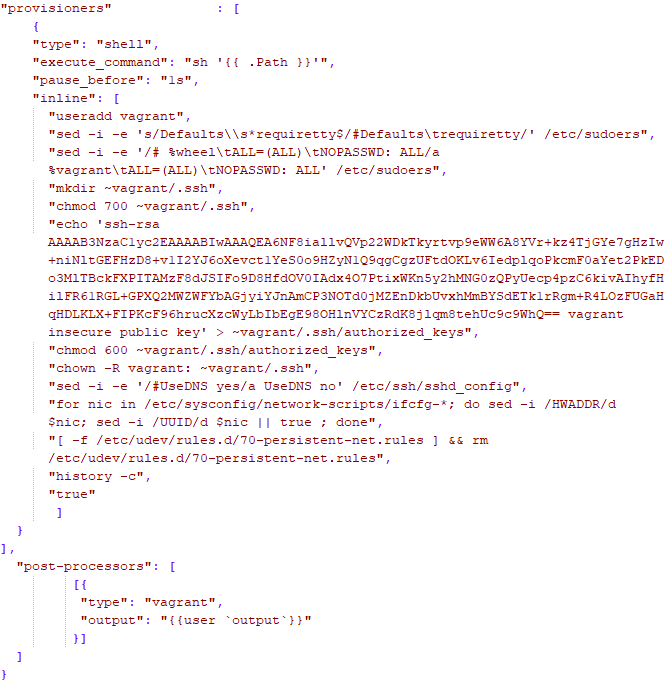 "provisioners"             : [
    {
    "type": "shell",
    "execute_command": "sh '{{ .Path }}'",
    "pause_before": "1s",
    "inline": [
      "useradd vagrant",
      "sed -i -e 's/Defaults\\s*requiretty$/#Defaults\trequiretty/' /etc/sudoers",
      "sed -i -e '/# %wheel\tALL=(ALL)\tNOPASSWD: ALL/a
      %vagrant\tALL=(ALL)\tNOPASSWD: ALL' /etc/sudoers",
      "mkdir ~vagrant/.ssh",
      "chmod 700 ~vagrant/.ssh",
      "echo 'ssh-rsa
      AAAAB3NzaC1yc2EAAAABIwAAAQEA6NF8iallvQVp22WDkTkyrtvp9eWW6A8YVr+kz4TjGYe7gHzIw
      +niNltGEFHzD8+v1I2YJ6oXevct1YeS0o9HZyN1Q9qgCgzUFtdOKLv6IedplqoPkcmF0aYet2PkED
      o3MlTBckFXPITAMzF8dJSIFo9D8HfdOV0IAdx4O7PtixWKn5y2hMNG0zQPyUecp4pzC6kivAIhyfH
      ilFR61RGL+GPXQ2MWZWFYbAGjyiYJnAmCP3NOTd0jMZEnDkbUvxhMmBYSdETk1rRgm+R4LOzFUGaH
      qHDLKLX+FIPKcF96hrucXzcWyLbIbEgE98OHlnVYCzRdK8jlqm8tehUc9c9WhQ== vagrant
      insecure public key' > ~vagrant/.ssh/authorized_keys",
      "chmod 600 ~vagrant/.ssh/authorized_keys",
      "chown -R vagrant: ~vagrant/.ssh",
      "sed -i -e '/#UseDNS yes/a UseDNS no' /etc/ssh/sshd_config",
      "for nic in /etc/sysconfig/network-scripts/ifcfg-*; do sed -i /HWADDR/d
      $nic; sed -i /UUID/d $nic || true ; done",
      "[ -f /etc/udev/rules.d/70-persistent-net.rules ] && rm
      /etc/udev/rules.d/70-persistent-net.rules",
      "history -c",
      "true"
       ]
  }
],
  "post-processors": [
         [{
          "type": "vagrant",
          "output": "{{user `output`}}"
         }]
  ]
}